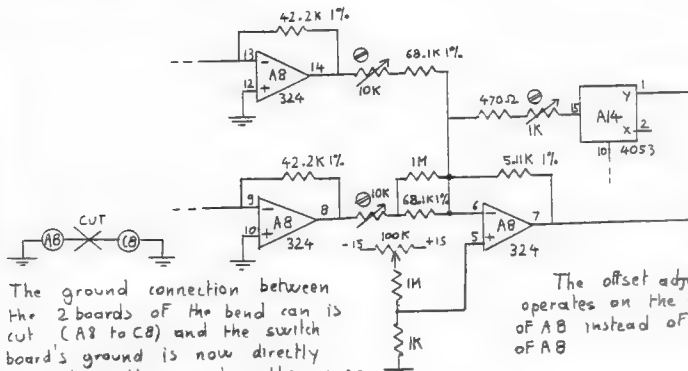 42.2K 1%
13
12
14
A8
324
10K
68.1K 1%
470Ω
1K
15
Y
1
A14
X
2
10
4053
42.2K 1%
9
10
8
A8
324
10K
1M
68.1K 1%
5.11K 1%
6
5
7
A8
324
100K
-15
+15
1M
1K
CUT
A8
C8
The ground connection between
the 2 boards of the bend can is
cut (A8 to C8) and the switch
board's ground is now directly
The offset adj
operates on the
of A8 instead of
of A8